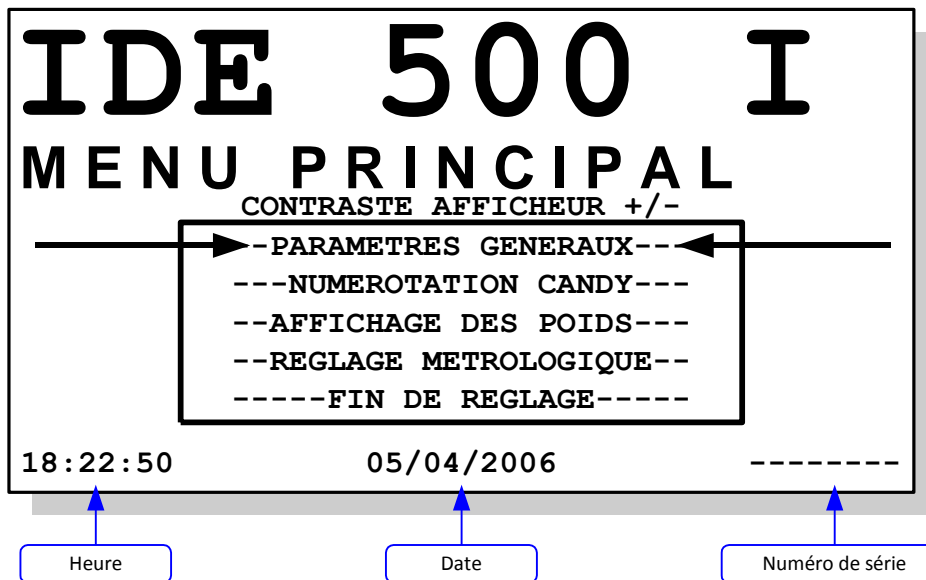 IDE 500 I
MENU PRINCIPAL
CONTRASTE AFFICHEUR +/-
--PARAMETRES GENERAUX---
---NUMEROTATION CANDY---
--AFFICHAGE DES POIDS---
--REGLAGE METROLOGIQUE--
-----FIN DE REGLAGE-----
18:22:50 05/04/2006 --------
Heure Date Numéro de série